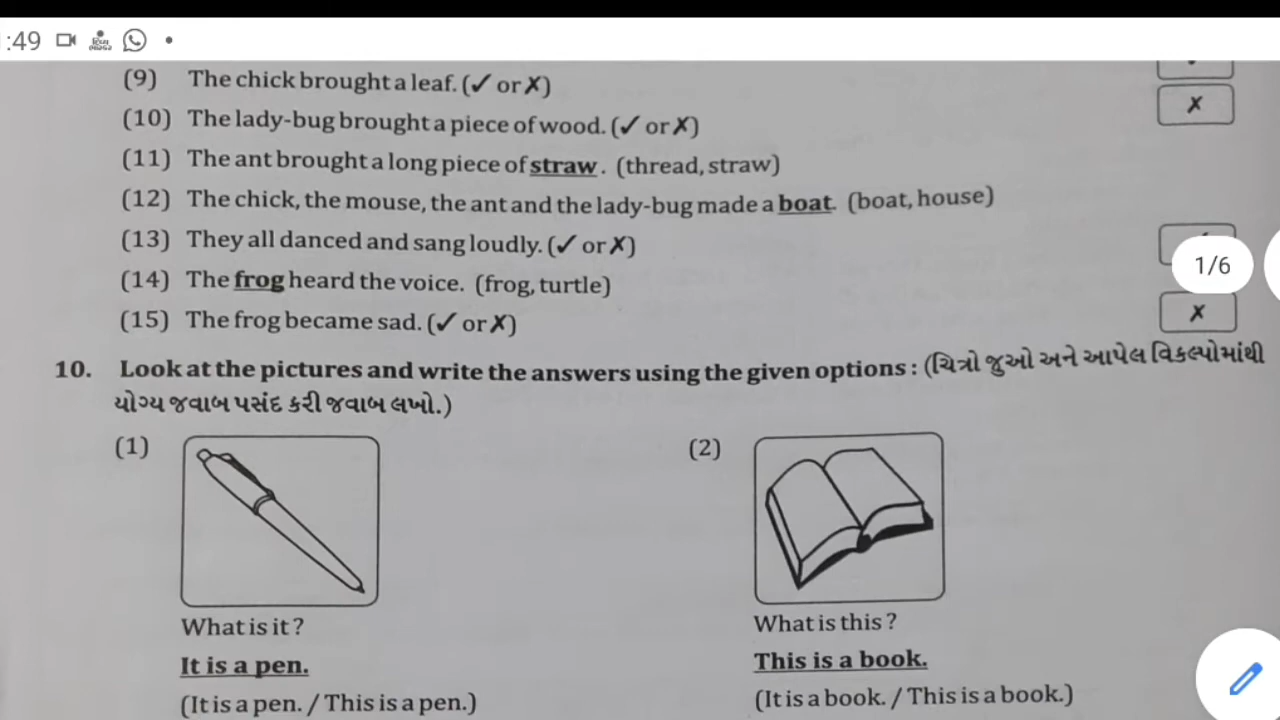 :49
(9) The chick brought a leaf. (✓ or ✗)
(10) The lady-bug brought a piece of wood. (✓ or ✗) ✗
(11) The ant brought a long piece of straw. (thread, straw)
(12) The chick, the mouse, the ant and the lady-bug made a boat. (boat, house)
(13) They all danced and sang loudly. (✓ or ✗)
1/6
(14) The frog heard the voice. (frog, turtle)
(15) The frog became sad. (✓ or ✗) ✗
10. Look at the pictures and write the answers using the given options : (ચિત્રો જુઓ અને આપેલ વિકલ્પોમાંથી
યોગ્ય જવાબ પસંદ કરી જવાબ લખો.)
(1) (2)
What is it ? What is this ?
It is a pen. This is a book.
(It is a pen. / This is a pen.) (It is a book. / This is a book.)